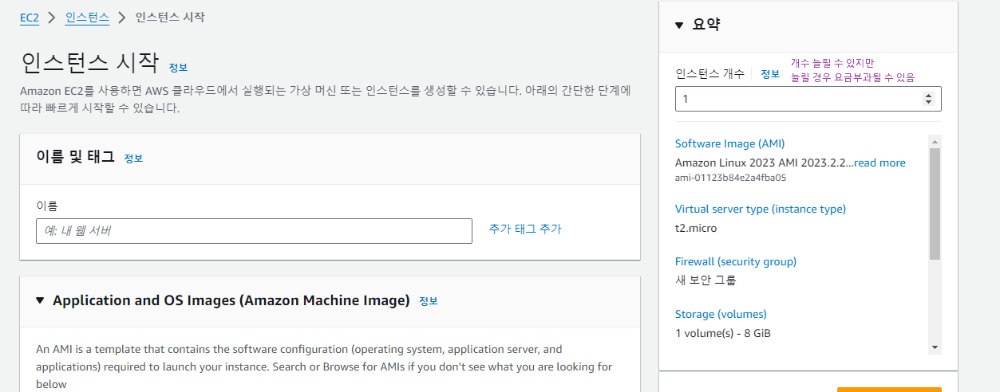 EC2 > 인스턴스 > 인스턴스 시작
인스턴스 시작 정보
Amazon EC2를 사용하면 AWS 클라우드에서 실행되는 가상 머신 또는 인스턴스를 생성할 수 있습니다. 아래의 간단한 단계에
따라 빠르게 시작할 수 있습니다.
이름 및 태그 정보
이름
예: 내 웹 서버
추가 태그 추가
Application and OS Images (Amazon Machine Image) 정보
An AMI is a template that contains the software configuration (operating system, application server, and
applications) required to launch your instance. Search or Browse for AMIs if you don’t see what you are looking for
below
요약
인스턴스 개수 정보
개수 늘릴 수 있지만
늘릴 경우 요금부과될 수 있음
1
Software Image (AMI)
Amazon Linux 2023 AMI 2023.2.2...read more
ami-01123b84e2a4fba05
Virtual server type (instance type)
t2.micro
Firewall (security group)
새 보안 그룹
Storage (volumes)
1 volume(s) - 8 GiB